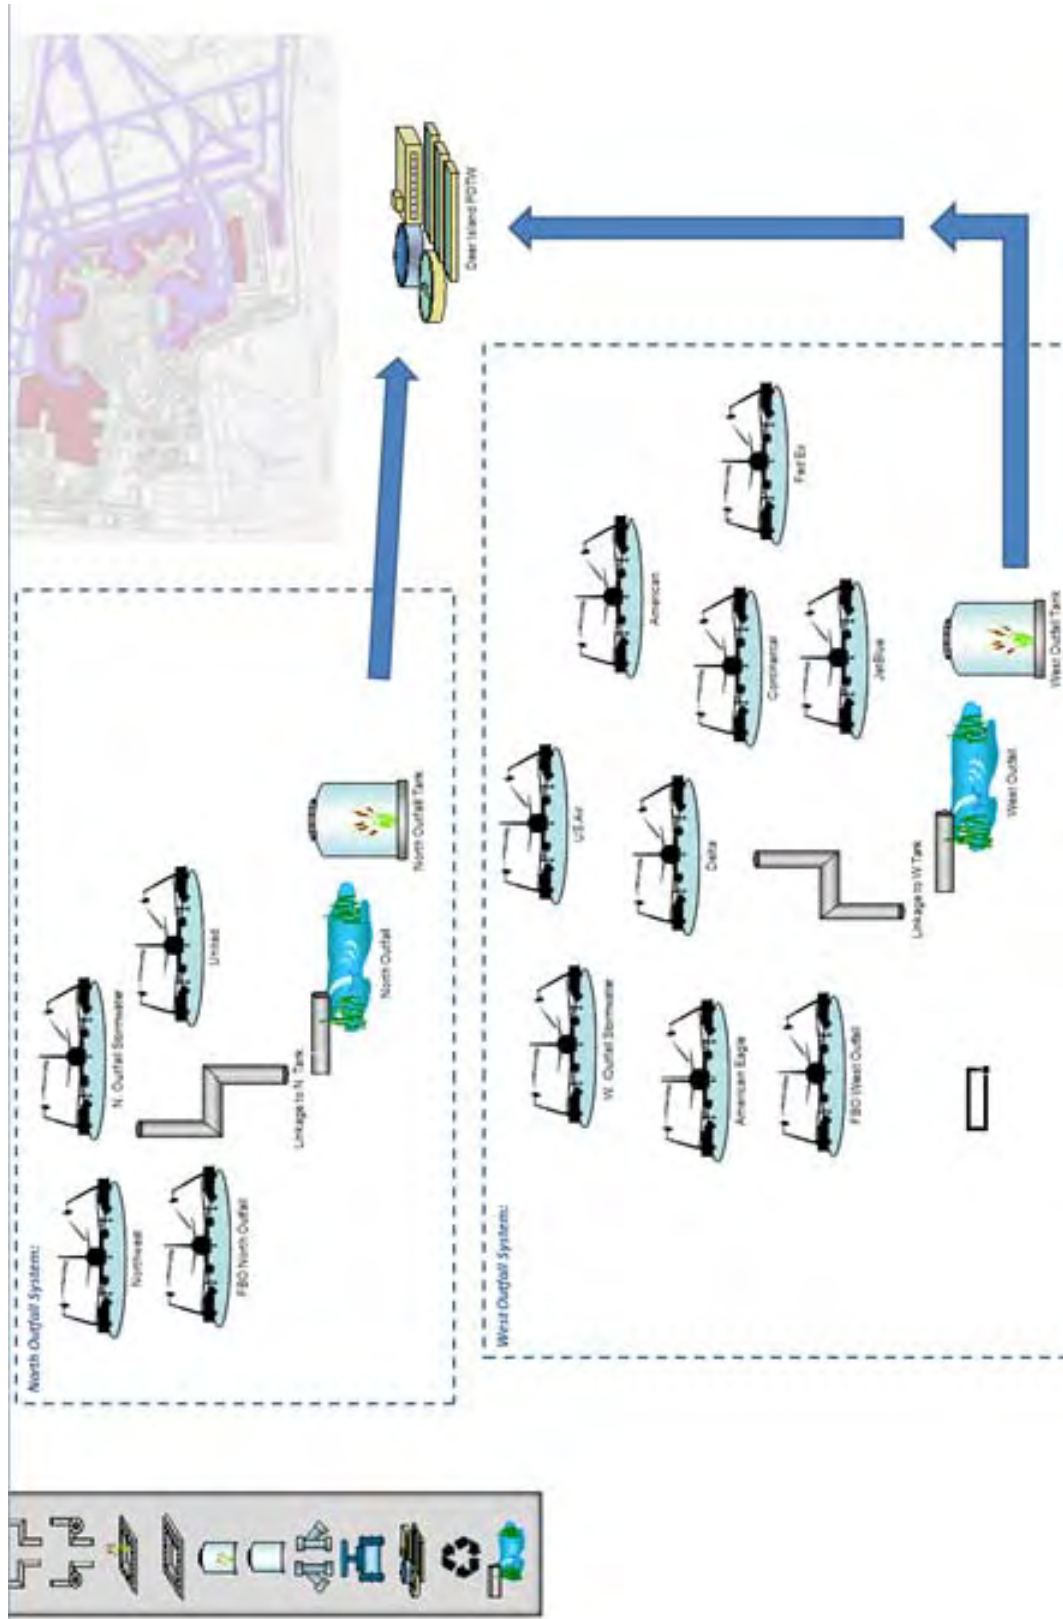 North Outfall System:
Northwest
N. Outfall Stormwater
FBO North Outfall
United
Linkage to N. Tank
North Outfall
North Outfall Tank
Deer Island POTW
West Outfall System:
W. Outfall Stormwater
US Air
American
American Eagle
Delta
Continental
Fed Ex
FBO West Outfall
JetBlue
Linkage to W Tank
West Outfall
West Outfall Tank